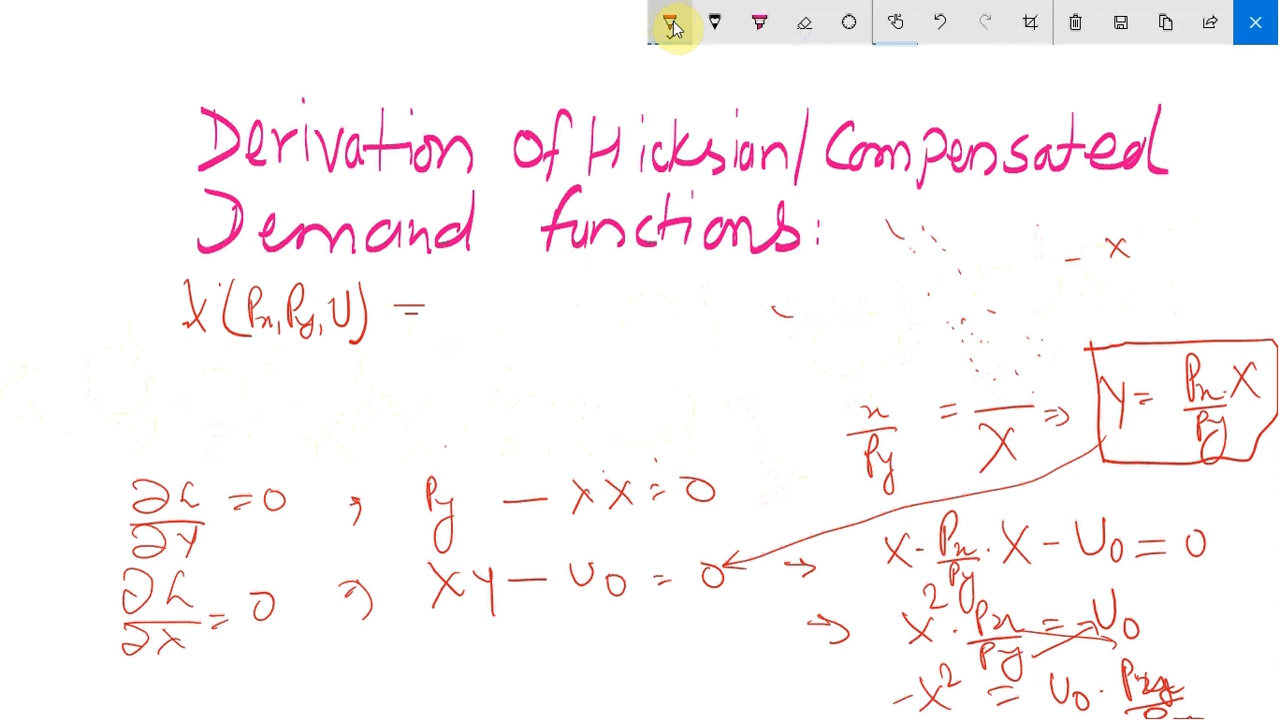 Derivation of Hicksian/Compensated
Demand functions:
- X
X(Px, Py, U) =
x/Py = /X ⇒ Y = Px/Py · X
∂L/∂Y = 0 , Py − λX = 0
X · Px/Py · X − U0 = 0
∂L/∂λ = 0 ⇒ XY − U0 = 0 →
⇒ X² · Px/Py = U0
-X² = U0 ·